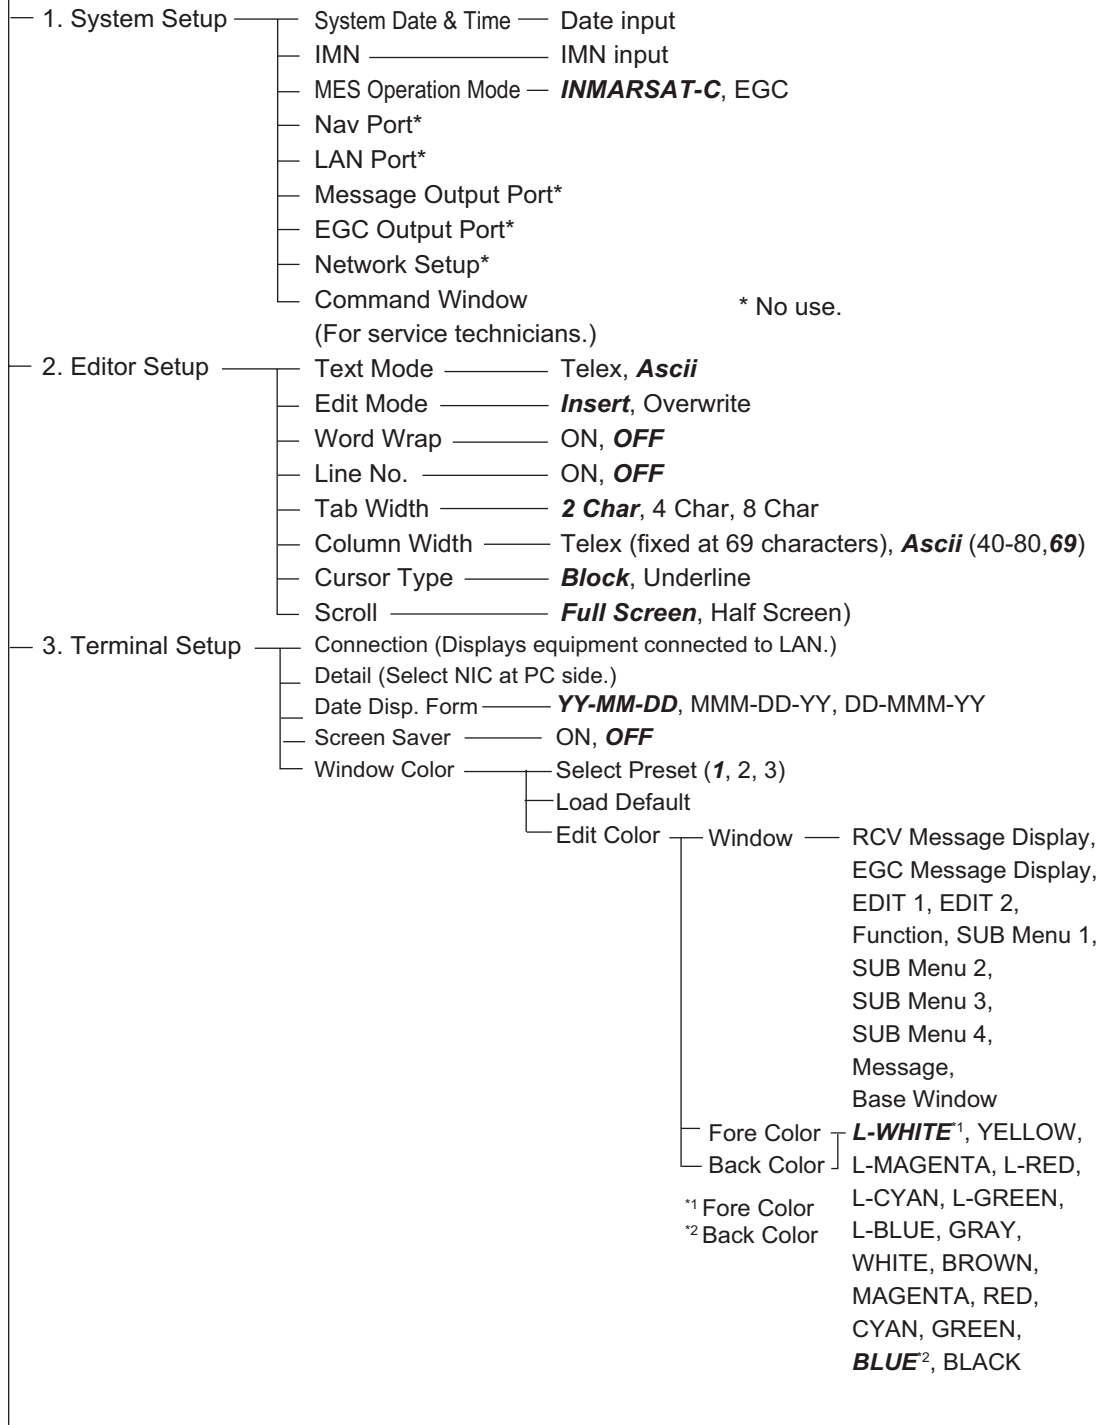 1. System Setup System Date & Time Date input
IMN IMN input
MES Operation Mode INMARSAT-C, EGC
Nav Port*
LAN Port*
Message Output Port*
EGC Output Port*
Network Setup*
Command Window * No use.
(For service technicians.)
2. Editor Setup Text Mode Telex, Ascii
Edit Mode Insert, Overwrite
Word Wrap ON, OFF
Line No. ON, OFF
Tab Width 2 Char, 4 Char, 8 Char
Column Width Telex (fixed at 69 characters), Ascii (40-80,69)
Cursor Type Block, Underline
Scroll Full Screen, Half Screen)
3. Terminal Setup Connection (Displays equipment connected to LAN.)
Detail (Select NIC at PC side.)
Date Disp. Form YY-MM-DD, MMM-DD-YY, DD-MMM-YY
Screen Saver ON, OFF
Window Color Select Preset (1, 2, 3)
Load Default
Edit Color Window RCV Message Display,
EGC Message Display,
EDIT 1, EDIT 2,
Function, SUB Menu 1,
SUB Menu 2,
SUB Menu 3,
SUB Menu 4,
Message,
Base Window
Fore Color L-WHITE*1, YELLOW,
Back Color L-MAGENTA, L-RED,
*1 Fore Color L-CYAN, L-GREEN,
*2 Back Color L-BLUE, GRAY,
WHITE, BROWN,
MAGENTA, RED,
CYAN, GREEN,
BLUE*2, BLACK